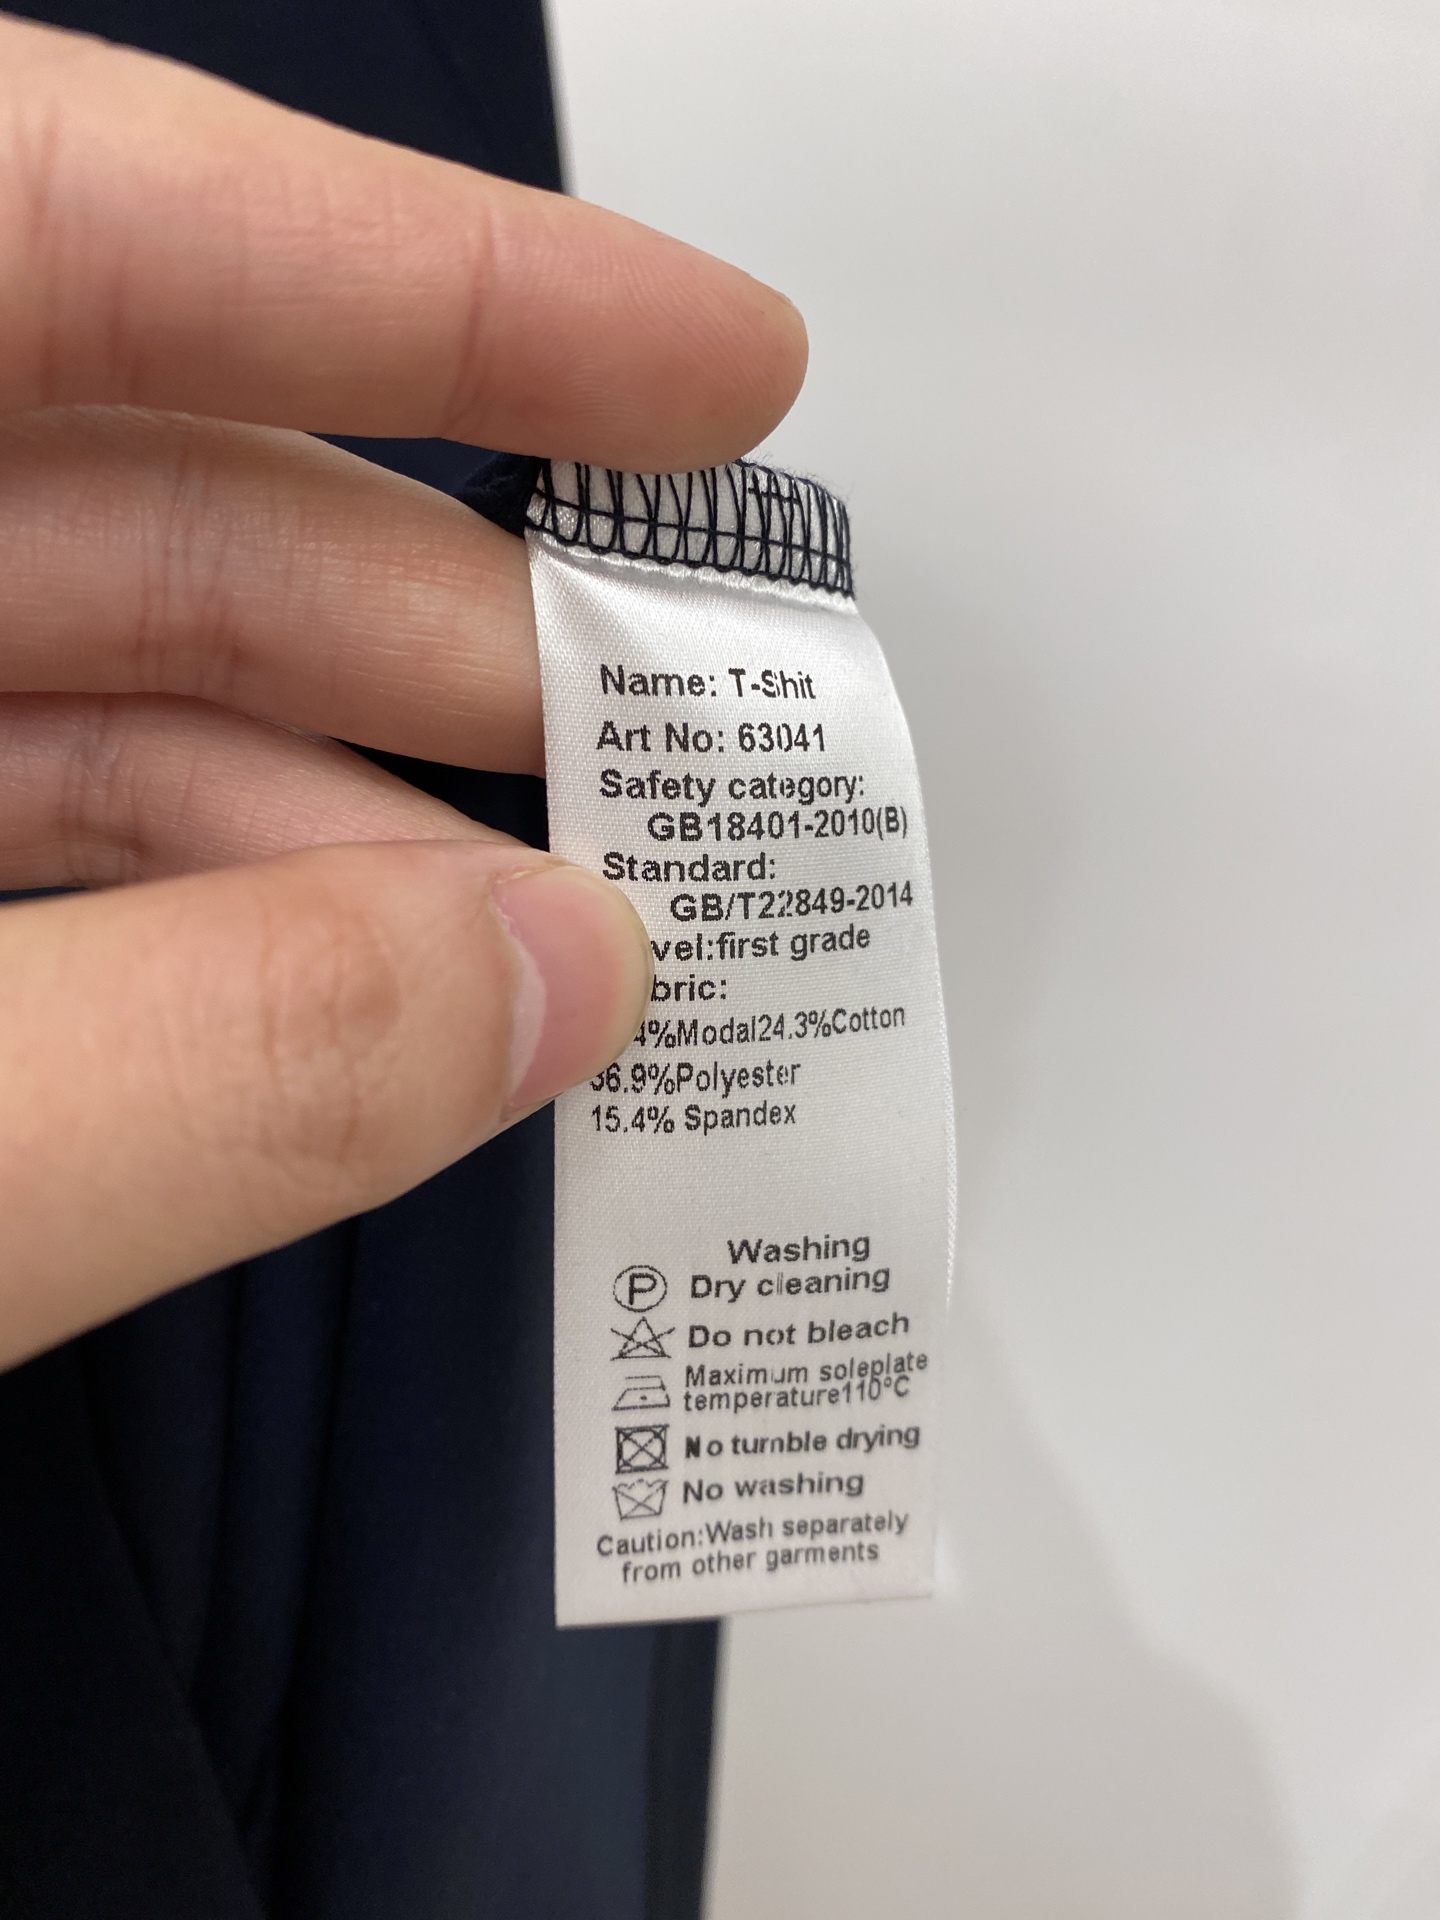 Name: T-Shit
Art No: 63041
Safety category:
GB18401-2010(B)
Standard:
GB/T22849-2014
vel:first grade
bric:
4%Modal24.3%Cotton
36.9%Polyester
15.4% Spandex
Washing
P Dry cleaning
Do not bleach
Maximum soleplate
temperature110°C
No turnble drying
No washing
Caution:Wash separately
from other garments